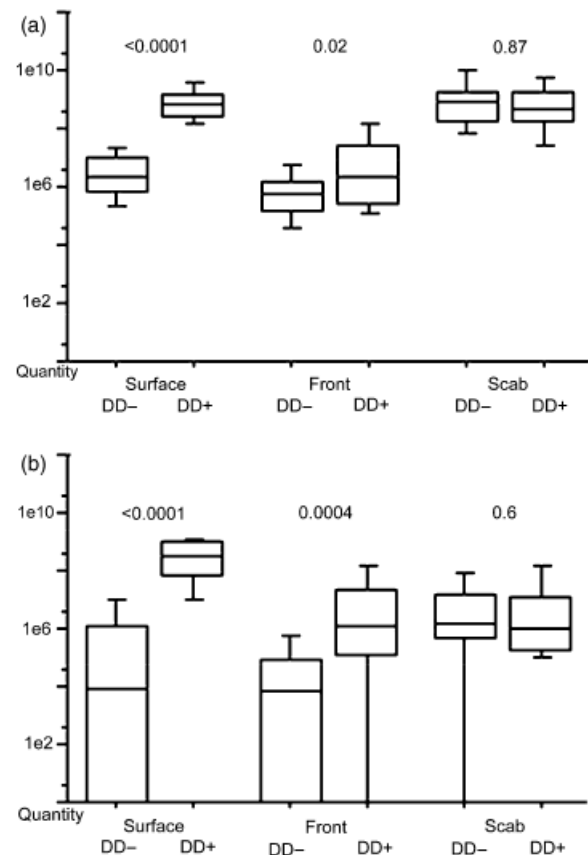 (a)
<0.0001 0.02 0.87
1e10
1e6
1e2
Quantity
Surface Front Scab
DD– DD+ DD– DD+ DD– DD+
(b)
1e10
<0.0001 0.0004 0.6
1e6
1e2
Quantity
Surface Front Scab
DD– DD+ DD– DD+ DD– DD+